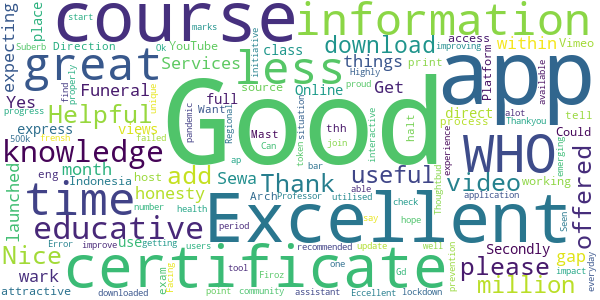 expecting
place
start
course
marks
Direction
Ok
YouTube
initiative
information
class
download
access
Platform
print
improving
within
Vimeo
Yes
great
Services
less
things
Highly
proud
app
Suberb
find
properly
Funeral
full
source
Online
Get
interactive
direct
unique
available
Helpful
pandemic
Want
Regional
situation
halt
process
tell
progress
500k
express
views
frensh
failed
Good
Mast
Can
thh
token
join
WHO
Could
Thankyou
alot
experience
offered
knowledge
Indonesia
month
add
Sewa
Thank
ap
bar
useful
Thoughtbud
emerging
launched
time
eng
host
honesty
Arch
Professor
able
utilised
video
check
hope
working
application
Seen
educative
number
health
period
Excellent
please
Secondly
gap
Nice
Error
improve
use
getting
users
recommended
update
say
well
impact
everyday
wark
exam
Facing
tool
Firoz
one
Gd
prevention
million
attractive
downloaded
certificate
point
community
assistant
Eccellent
lockdown